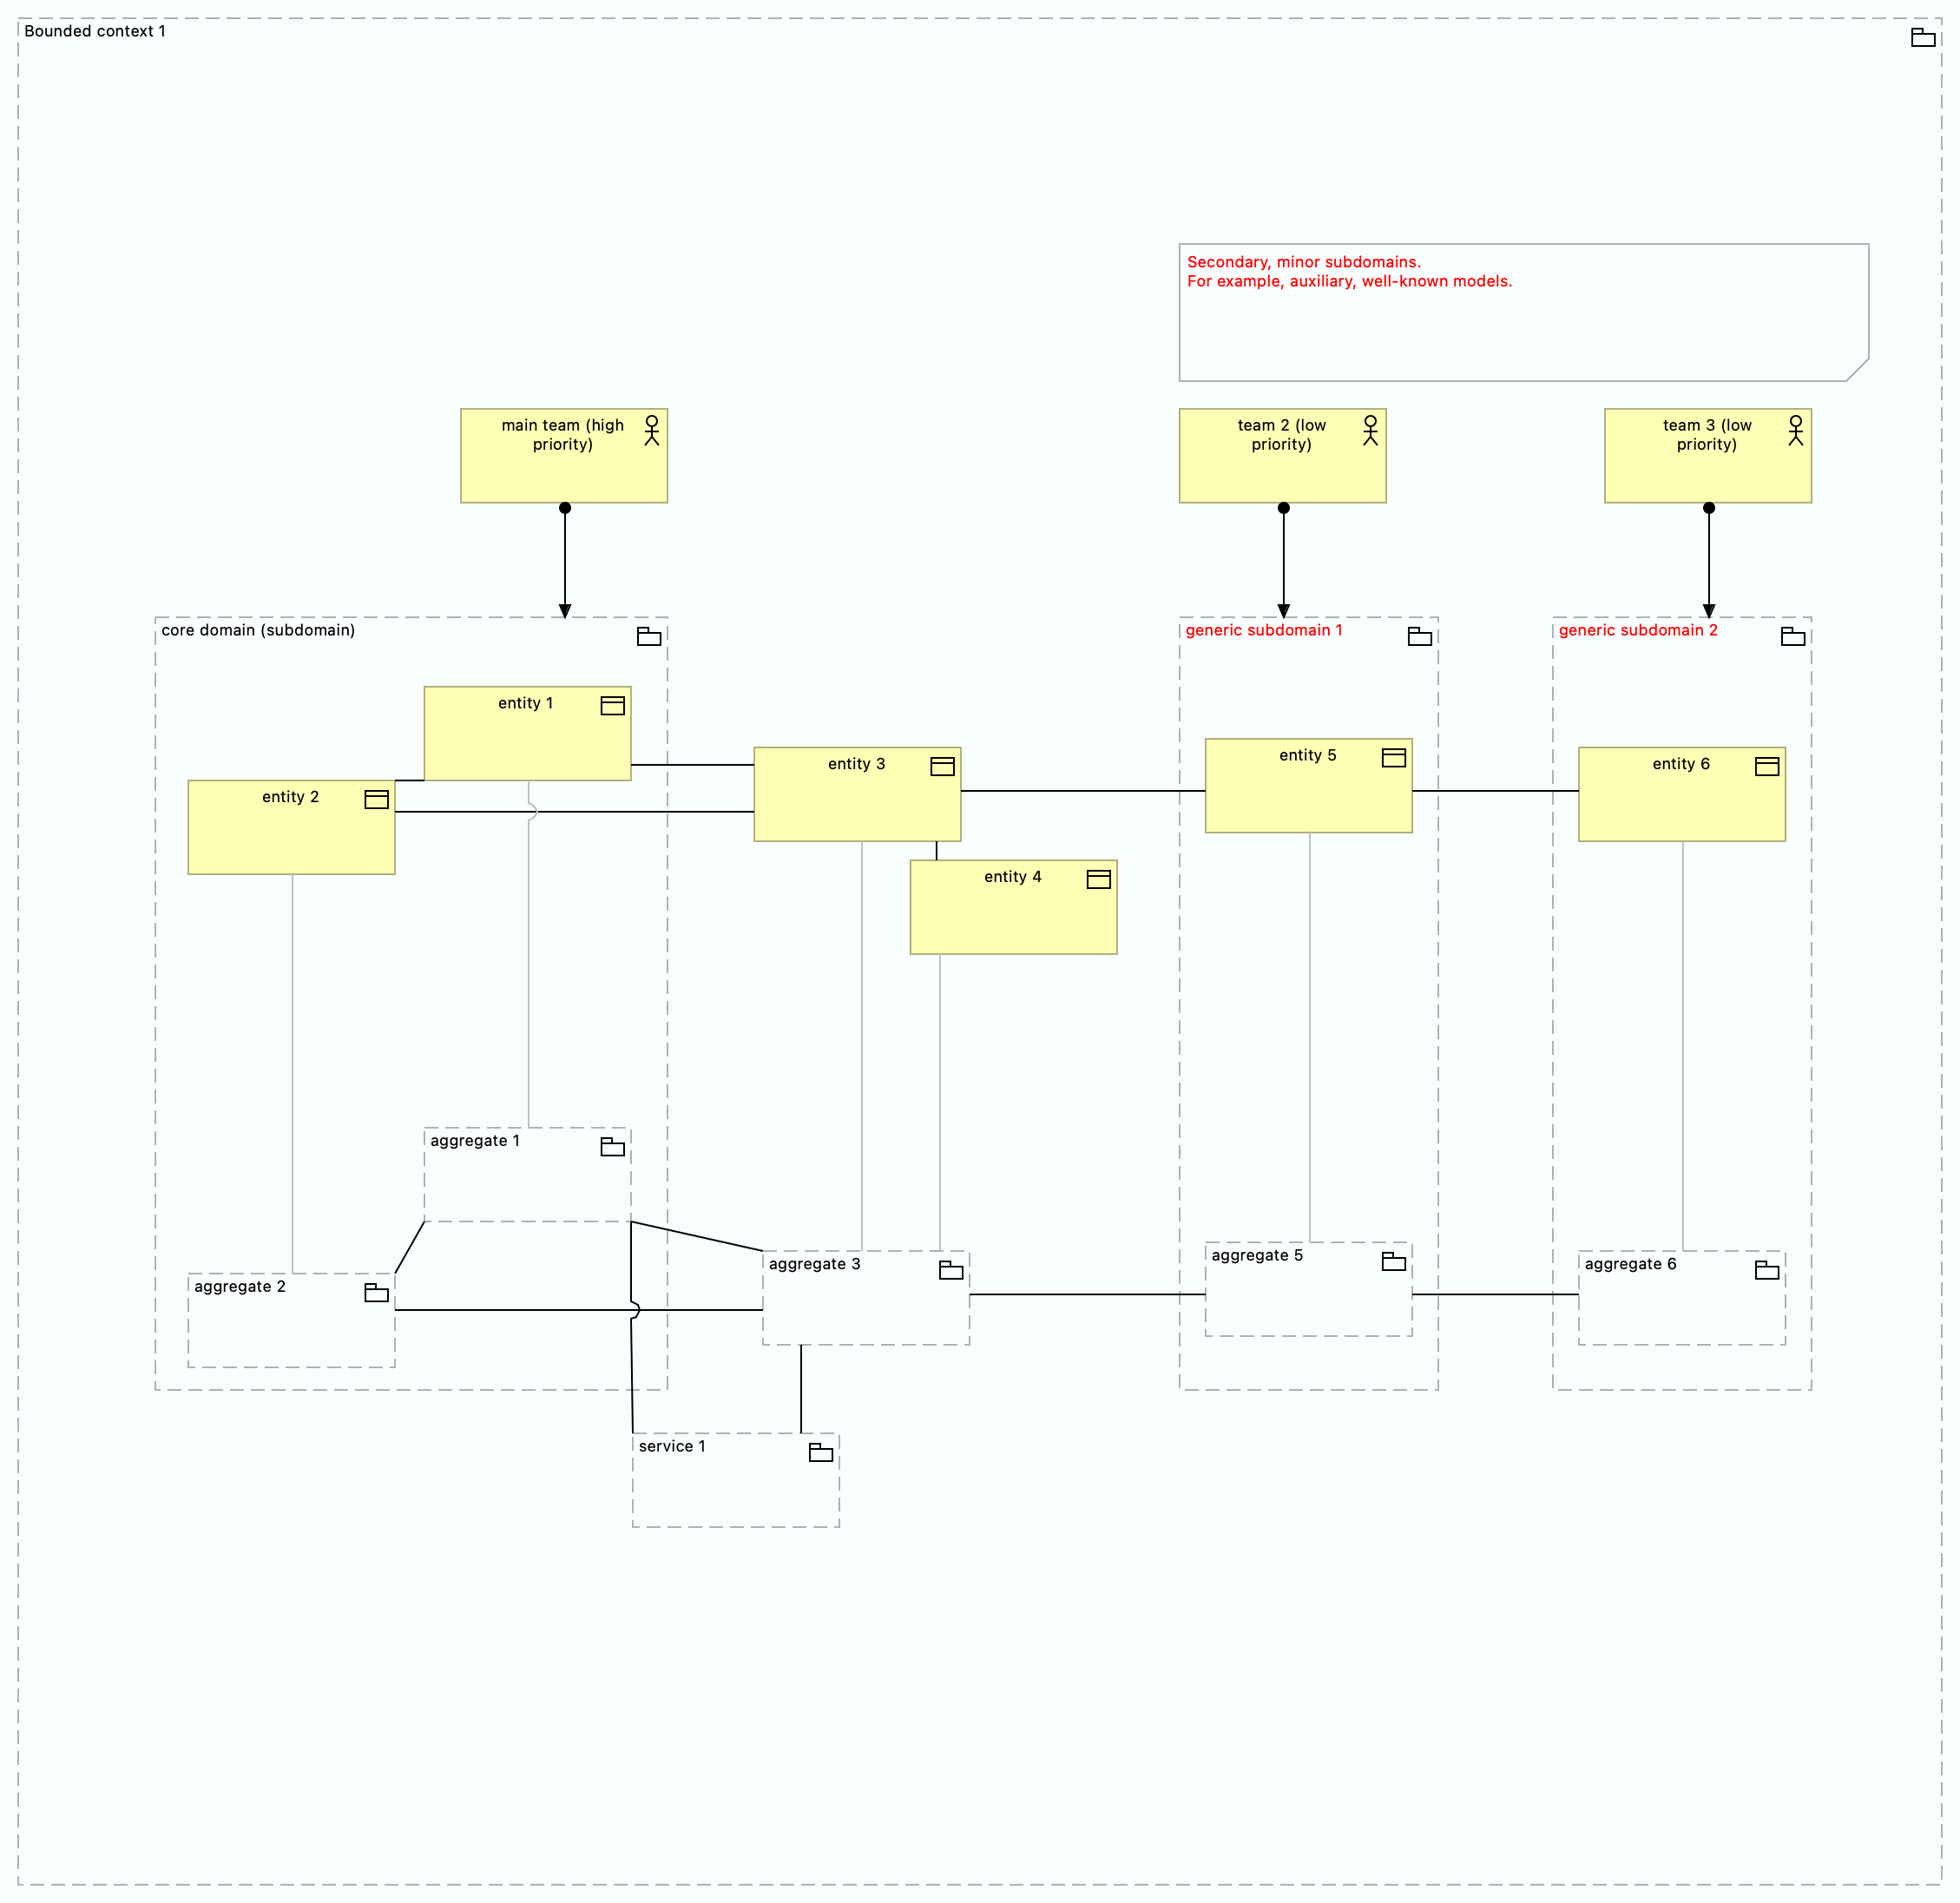 Bounded context 1
Secondary, minor subdomains.
For example, auxiliary, well-known models.
main team (high
priority)
team 2 (low
priority)
team 3 (low
priority)
core domain (subdomain)
generic subdomain 1
generic subdomain 2
entity 1
entity 2
entity 3
entity 4
entity 5
entity 6
aggregate 1
aggregate 2
aggregate 3
aggregate 5
aggregate 6
service 1